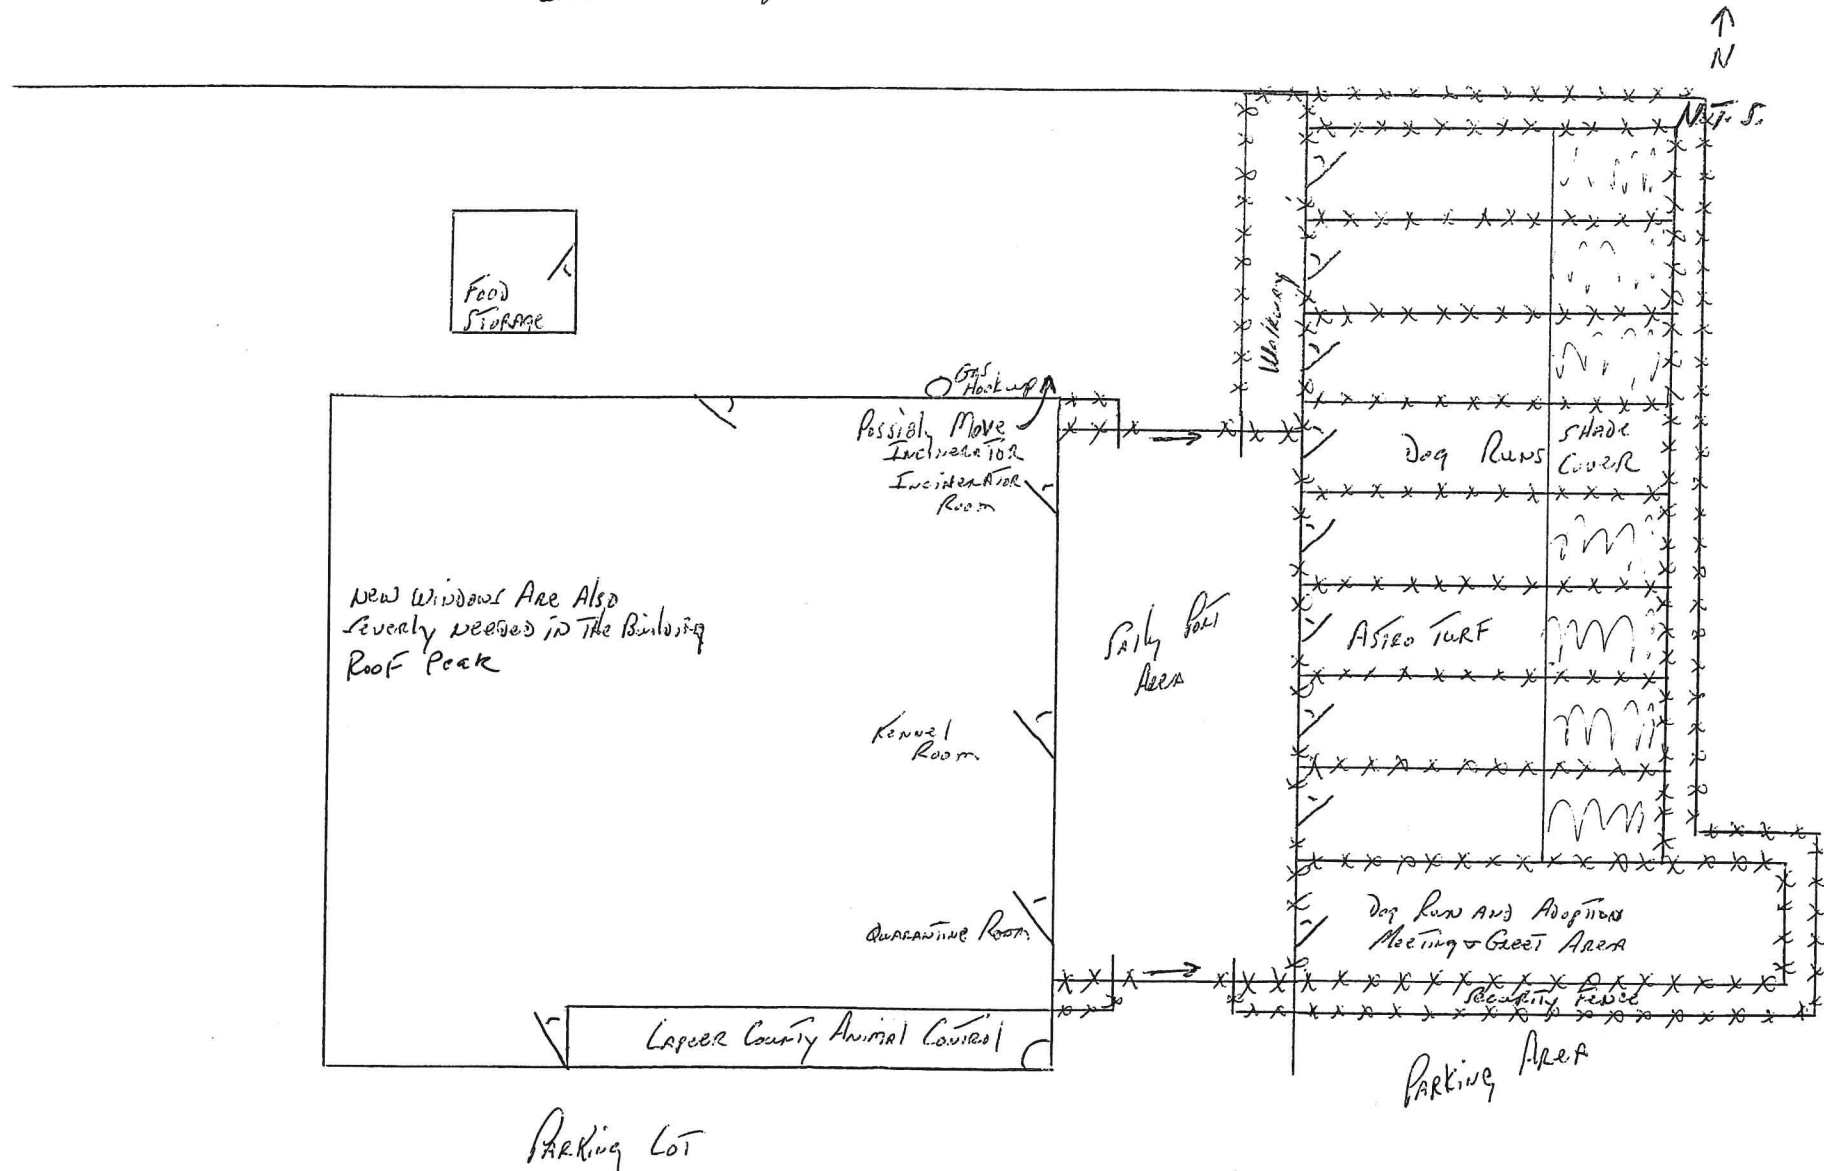 ↑
N
N.T.S.
Food
Storage
Gas
Hookup
Possibly Move
Incinerator
Incinerator
Room
Walkway
Dog Runs
Shade
Cover
New Windows Are Also
Severly Needed in The Building
Roof Peak
Sally Port
Area
Astro Turf
Kennel
Room
Quarantine Room
Dog Run And Adoption
Meeting & Greet Area
Security Fence
Lapeer County Animal Control
Parking Area
Parking Lot